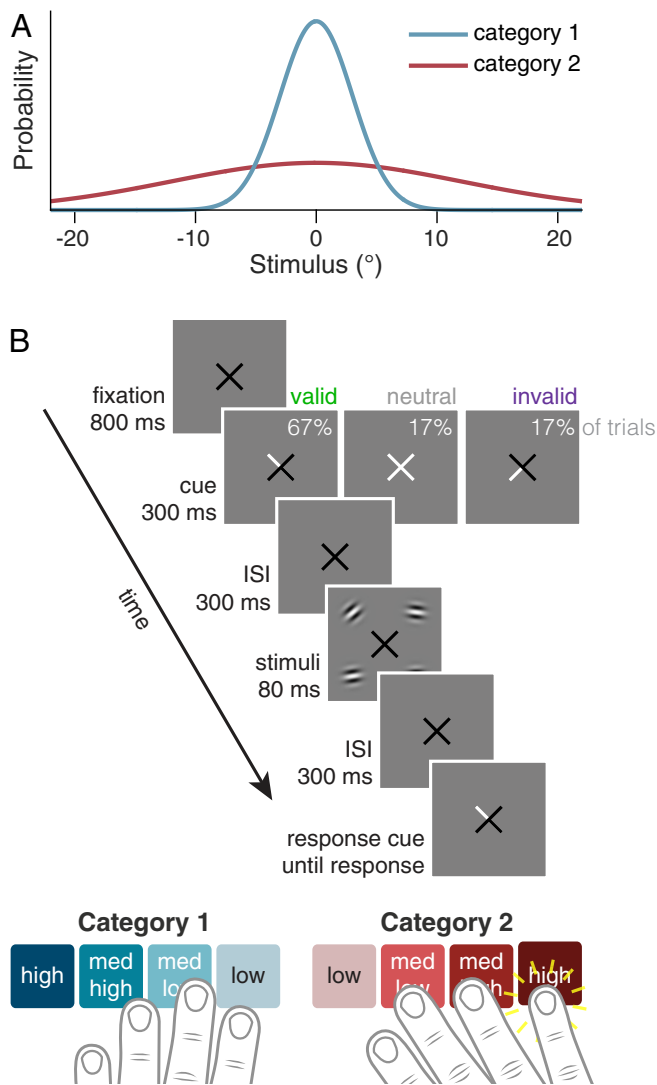 A
Probability
category 1
category 2
-20 -10 0 10 20
Stimulus (°)
B
fixation
800 ms
valid neutral invalid
67% 17% 17% of trials
cue
300 ms
ISI
300 ms
time
stimuli
80 ms
ISI
300 ms
response cue
until response
Category 1 Category 2
high med high med low low med low med high